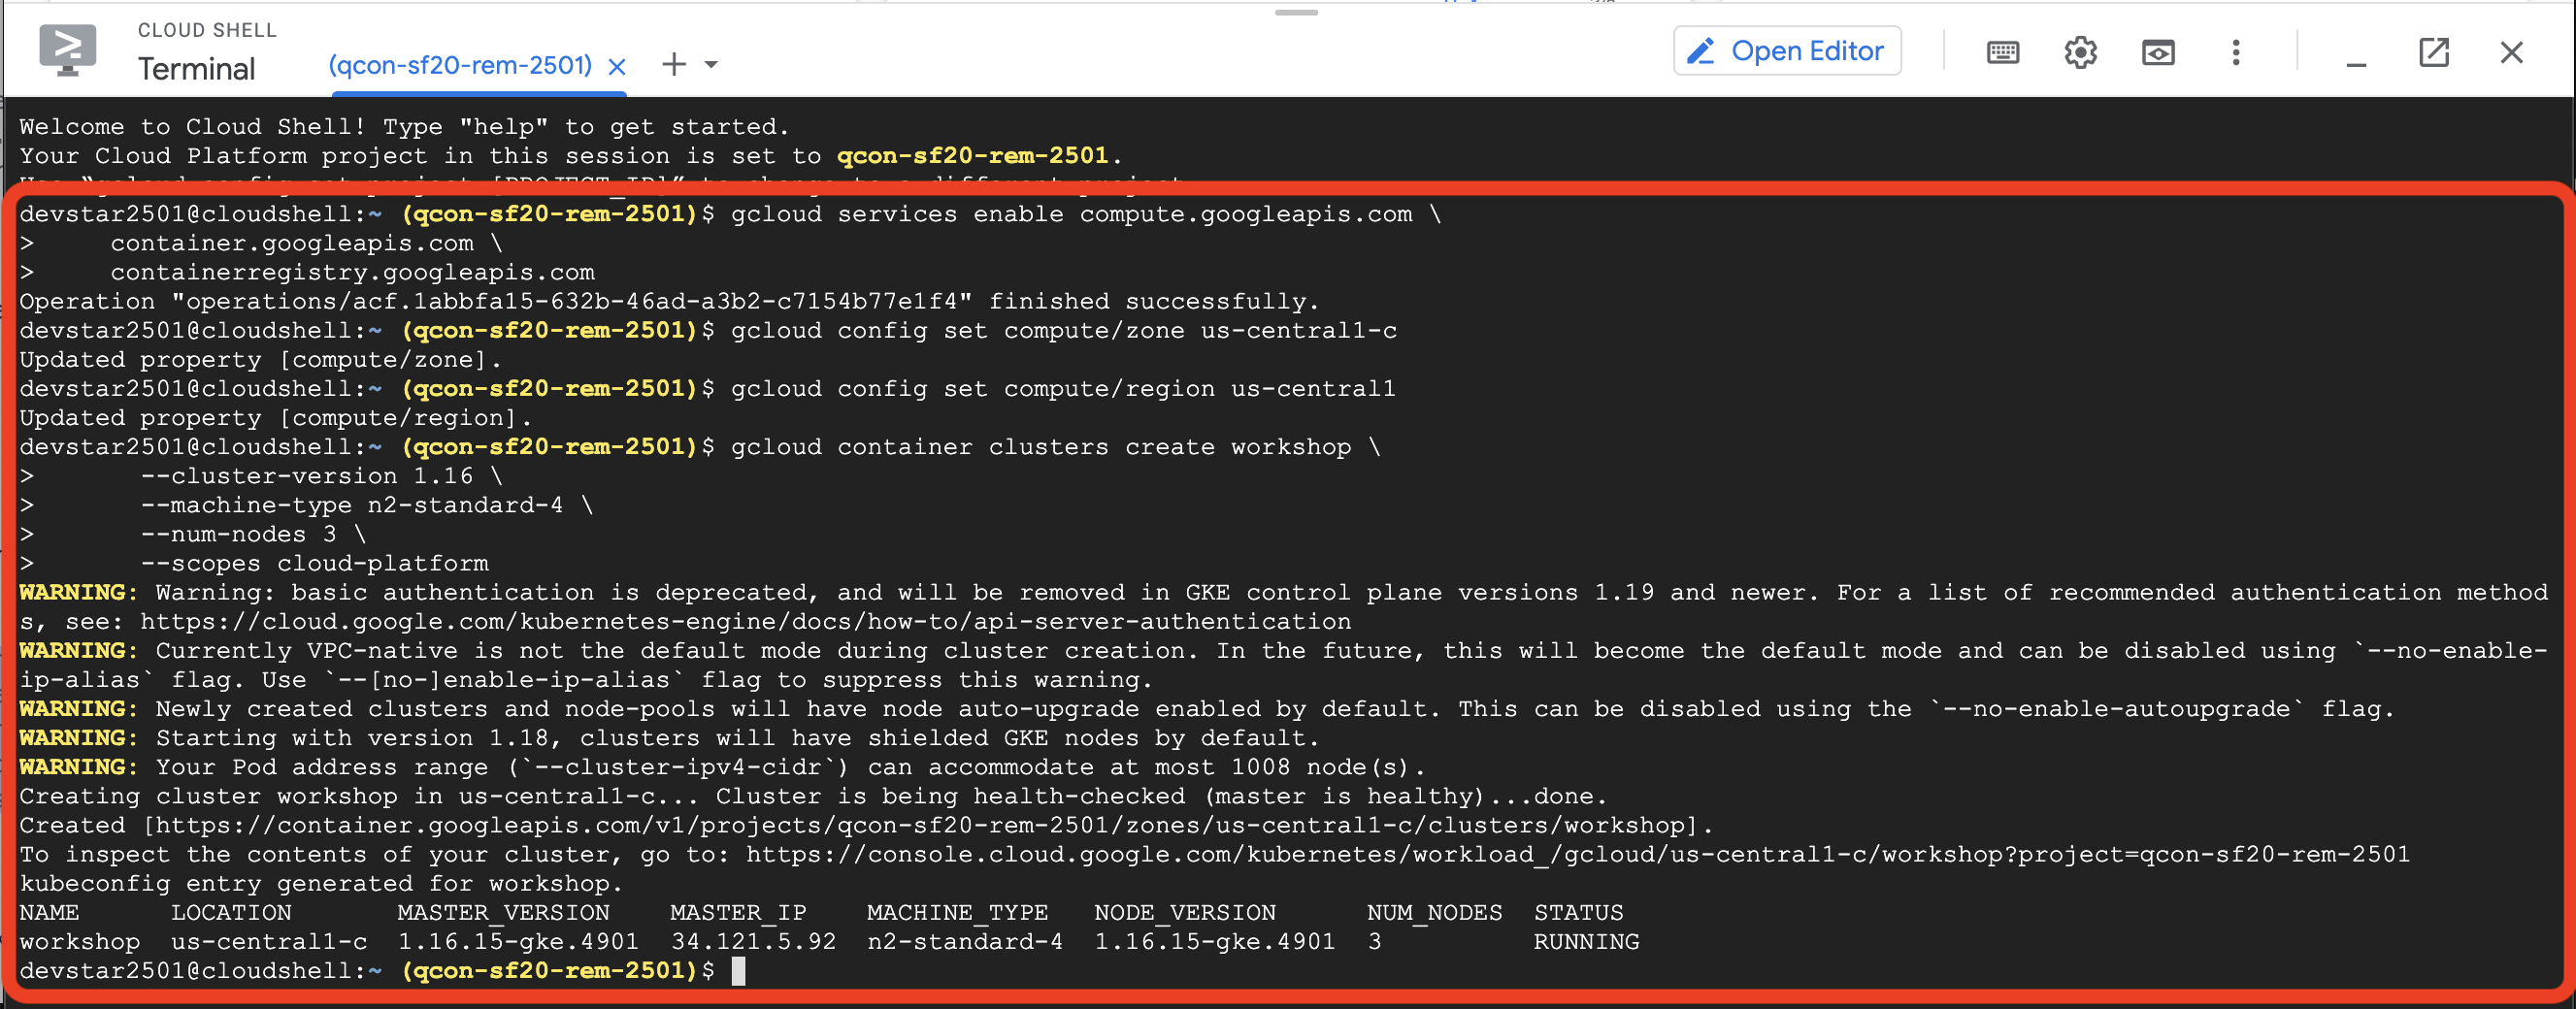 CLOUD SHELL
Terminal
(qcon-sf20-rem-2501)
Open Editor
Welcome to Cloud Shell! Type "help" to get started.
Your Cloud Platform project in this session is set to qcon-sf20-rem-2501.
Use “gcloud config set project [PROJECT_ID]” to change to a different project.
devstar2501@cloudshell:~ (qcon-sf20-rem-2501)$ gcloud services enable compute.googleapis.com \
>     container.googleapis.com \
>     containerregistry.googleapis.com
Operation "operations/acf.1abbfa15-632b-46ad-a3b2-c7154b77e1f4" finished successfully.
devstar2501@cloudshell:~ (qcon-sf20-rem-2501)$ gcloud config set compute/zone us-central1-c
Updated property [compute/zone].
devstar2501@cloudshell:~ (qcon-sf20-rem-2501)$ gcloud config set compute/region us-central1
Updated property [compute/region].
devstar2501@cloudshell:~ (qcon-sf20-rem-2501)$ gcloud container clusters create workshop \
>       --cluster-version 1.16 \
>       --machine-type n2-standard-4 \
>       --num-nodes 3 \
>       --scopes cloud-platform
WARNING: Warning: basic authentication is deprecated, and will be removed in GKE control plane versions 1.19 and newer. For a list of recommended authentication method
s, see: https://cloud.google.com/kubernetes-engine/docs/how-to/api-server-authentication
WARNING: Currently VPC-native is not the default mode during cluster creation. In the future, this will become the default mode and can be disabled using `--no-enable-
ip-alias` flag. Use `--[no-]enable-ip-alias` flag to suppress this warning.
WARNING: Newly created clusters and node-pools will have node auto-upgrade enabled by default. This can be disabled using the `--no-enable-autoupgrade` flag.
WARNING: Starting with version 1.18, clusters will have shielded GKE nodes by default.
WARNING: Your Pod address range (`--cluster-ipv4-cidr`) can accommodate at most 1008 node(s).
Creating cluster workshop in us-central1-c... Cluster is being health-checked (master is healthy)...done.
Created [https://container.googleapis.com/v1/projects/qcon-sf20-rem-2501/zones/us-central1-c/clusters/workshop].
To inspect the contents of your cluster, go to: https://console.cloud.google.com/kubernetes/workload_/gcloud/us-central1-c/workshop?project=qcon-sf20-rem-2501
kubeconfig entry generated for workshop.
NAME      LOCATION       MASTER_VERSION    MASTER_IP    MACHINE_TYPE   NODE_VERSION      NUM_NODES  STATUS
workshop  us-central1-c  1.16.15-gke.4901  34.121.5.92  n2-standard-4  1.16.15-gke.4901  3          RUNNING
devstar2501@cloudshell:~ (qcon-sf20-rem-2501)$